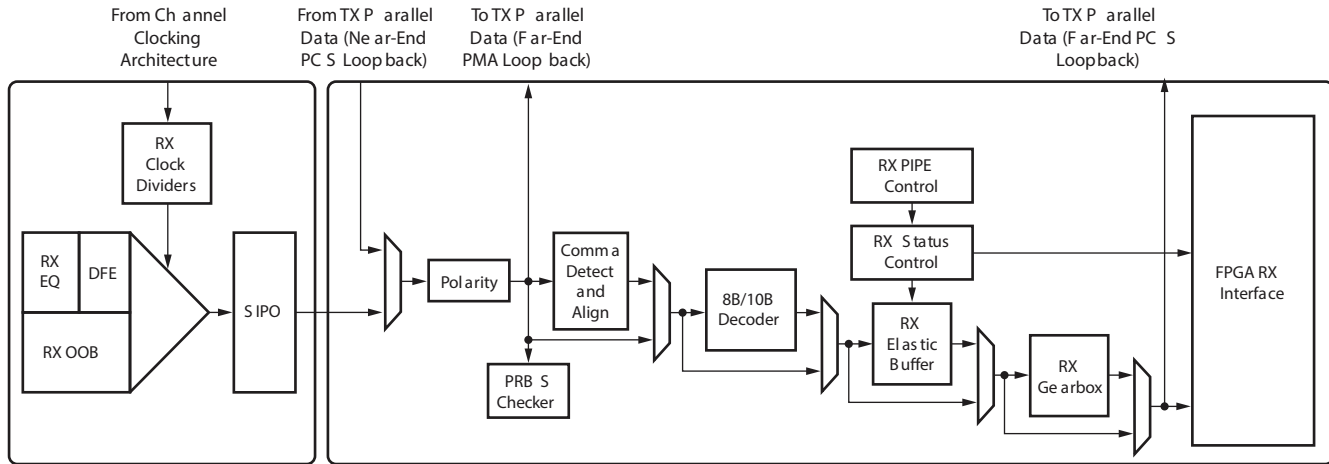 From Channel
Clocking
Architecture
From TX Parallel
Data (Near-End
PCS Loopback)
To TX Parallel
Data (Far-End
PMA Loopback)
To TX Parallel
Data (Far-End PCS
Loopback)
RX
Clock
Dividers
RX
EQ
DFE
RX OOB
SIPO
Polarity
PRBS
Checker
Comma
Detect
and
Align
8B/10B
Decoder
RX PIPE
Control
RX Status
Control
RX
Elastic
Buffer
RX
Gearbox
FPGA RX
Interface